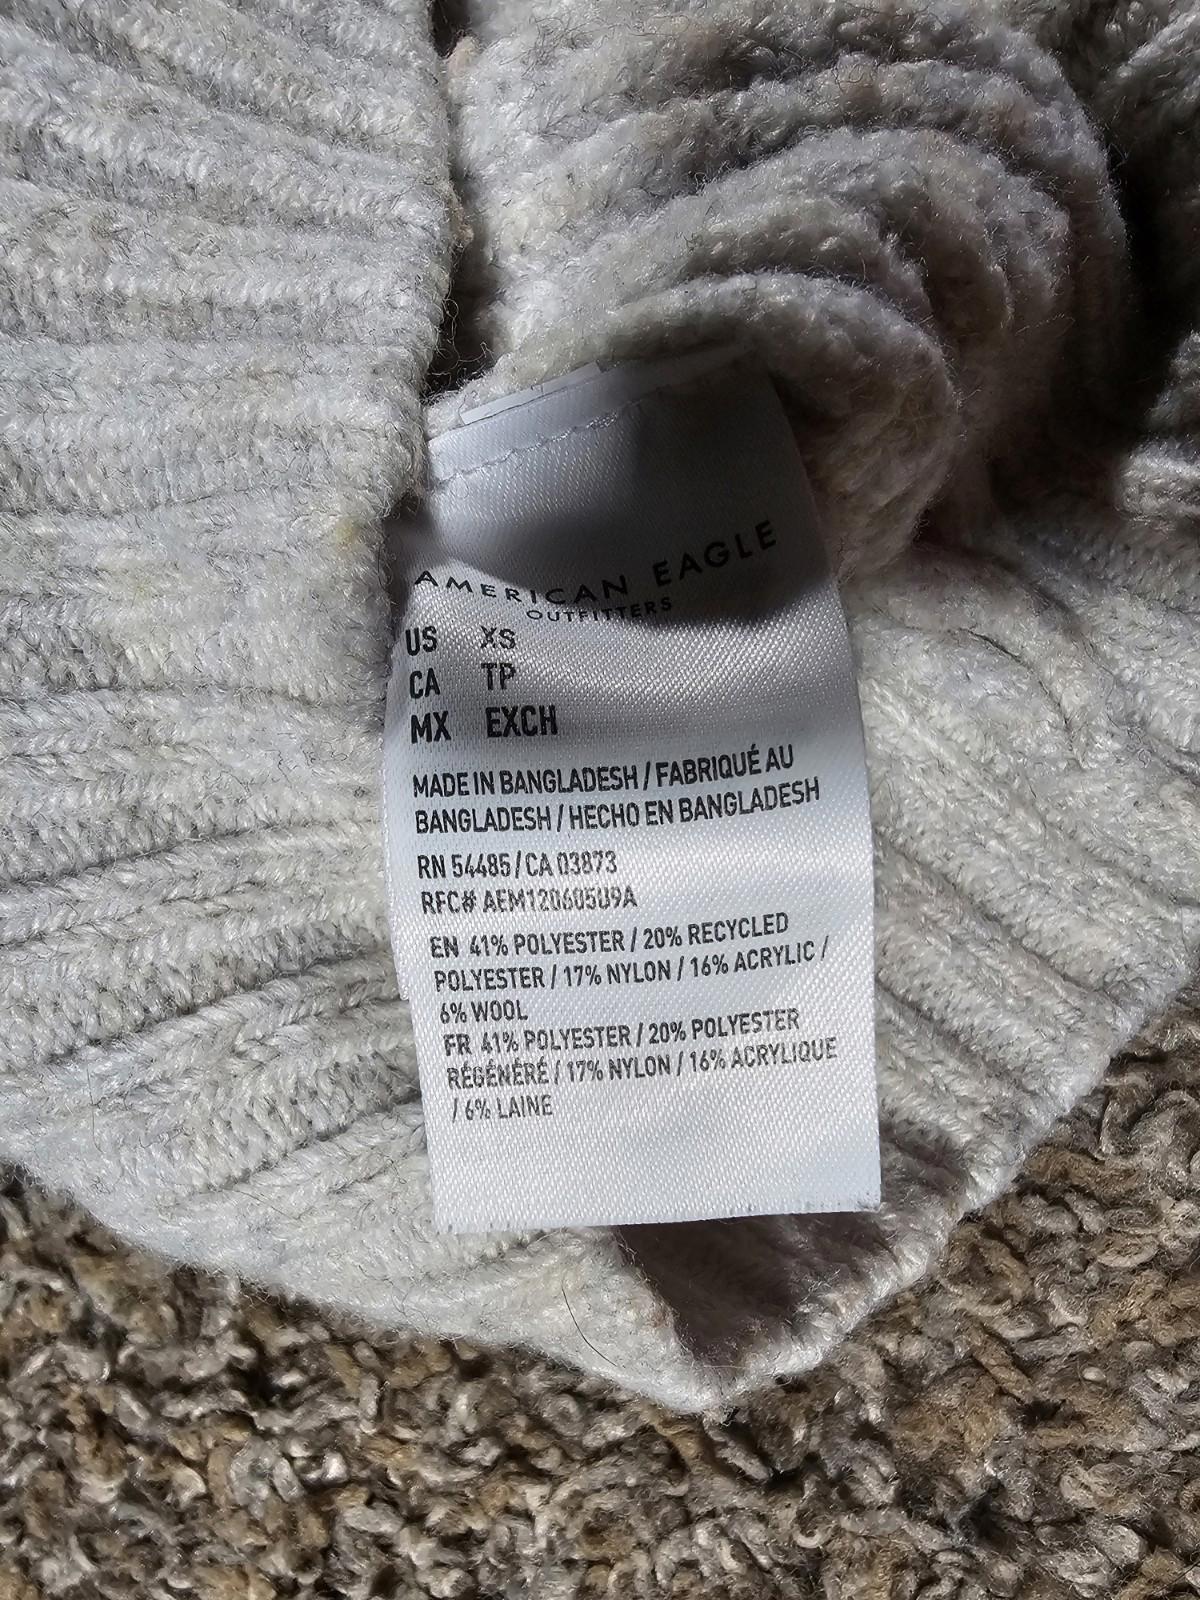 AMERICAN EAGLE
OUTFITTERS
US XS
CA TP
MX EXCH
MADE IN BANGLADESH / FABRIQUÉ AU
BANGLADESH / HECHO EN BANGLADESH
RN 54485 / CA 03873
RFC# AEM120605U9A
EN 41% POLYESTER / 20% RECYCLED
POLYESTER / 17% NYLON / 16% ACRYLIC /
6% WOOL
FR 41% POLYESTER / 20% POLYESTER
RÉGÉNÉRÉ / 17% NYLON / 16% ACRYLIQUE
/ 6% LAINE